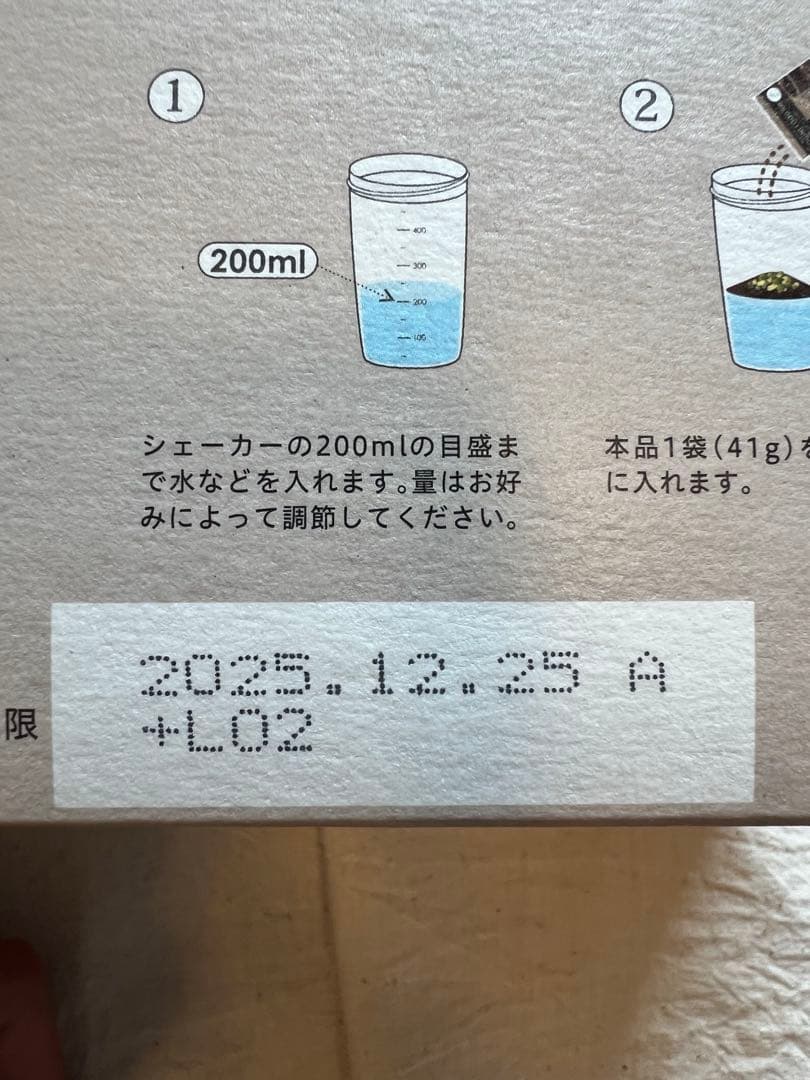 ①
②
200ml
400
300
200
100
シェーカーの200mlの目盛ま
で水などを入れます。量はお好
みによって調節してください。
本品1袋(41g)を
に入れます。
限
2025.12.25 A
+L02